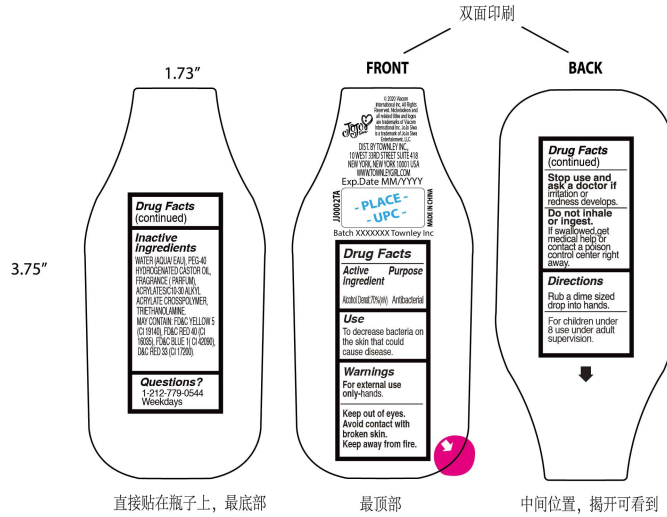 双面印刷
FRONT
BACK
1.73"
3.75"
Drug Facts
(continued)
Inactive
ingredients
WATER (AQUA/ EAU), PEG-40
HYDROGENATED CASTOR OIL,
FRAGRANCE ( PARFUM),
ACRYLATES/C10-30 ALKYL
ACRYLATE CROSSPOLYMER,
TRIETHANOLAMINE.
MAY CONTAIN: FD&C YELLOW 5
(CI 19140), FD&C RED 40 (CI
16035), FD&C BLUE 1( CI 42090),
D&C RED 33 (CI 17200).
Questions?
1-212-779-0544
Weekdays
直接贴在瓶子上，最底部
JoJo
© 2020 Viacom
International Inc. All Rights
Reserved. Nickelodeon and
all related titles and logos
are trademarks of Viacom
International Inc. JoJo Siwa
is a trademark of JoJo Siwa
Entertainment, LLC.
DIST. BY TOWNLEY INC.,
10 WEST 33RD STREET SUITE 418
NEW YORK, NEW YORK 10001 USA
WWW.TOWNLEYGIRL.COM
Exp.Date MM/YYYY
JJ0002TA
- PLACE -
- UPC -
MADE IN CHINA
Batch XXXXXXX Townley Inc
Drug Facts
Active Purpose
ingredient
Alcohol Denat.70%(v/v) Antibacterial
Use
To decrease bacteria on
the skin that could
cause disease.
Warnings
For external use
only-hands.
Keep out of eyes.
Avoid contact with
broken skin.
Keep away from fire.
最顶部
Drug Facts
(continued)
Stop use and
ask a doctor if
irritation or
redness develops.
Do not inhale
or ingest.
If swallowed,get
medical help or
contact a poison
control center right
away.
Directions
Rub a dime sized
drop into hands.
For children under
8 use under adult
supervision.
中间位置，揭开可看到